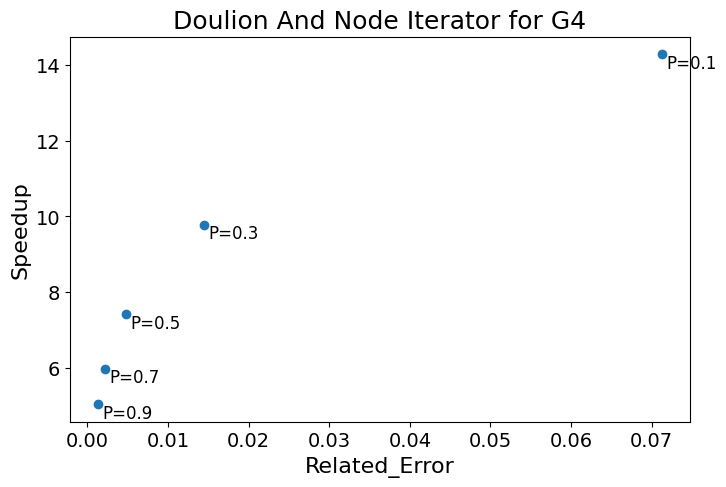 Doulion And Node Iterator for G4
Speedup
14
12
10
8
6
P=0.1
P=0.3
P=0.5
P=0.7
P=0.9
0.00 0.01 0.02 0.03 0.04 0.05 0.06 0.07
Related_Error